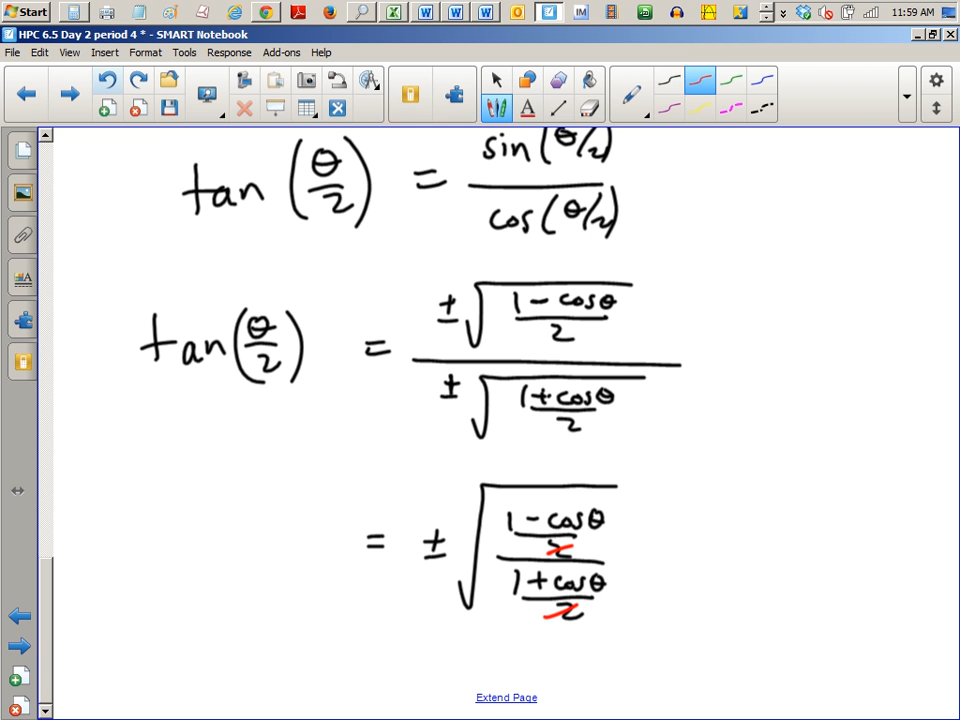 Start
11:59 AM
HPC 6.5 Day 2 period 4 * - SMART Notebook
File Edit View Insert Format Tools Response Add-ons Help
tan (θ/2) = sin(θ/2) / cos(θ/2)
tan(θ/2) = ±√((1-cosθ)/2) / ±√((1+cosθ)/2)
= ±√(((1-cosθ)/2) / ((1+cosθ)/2))
Extend Page